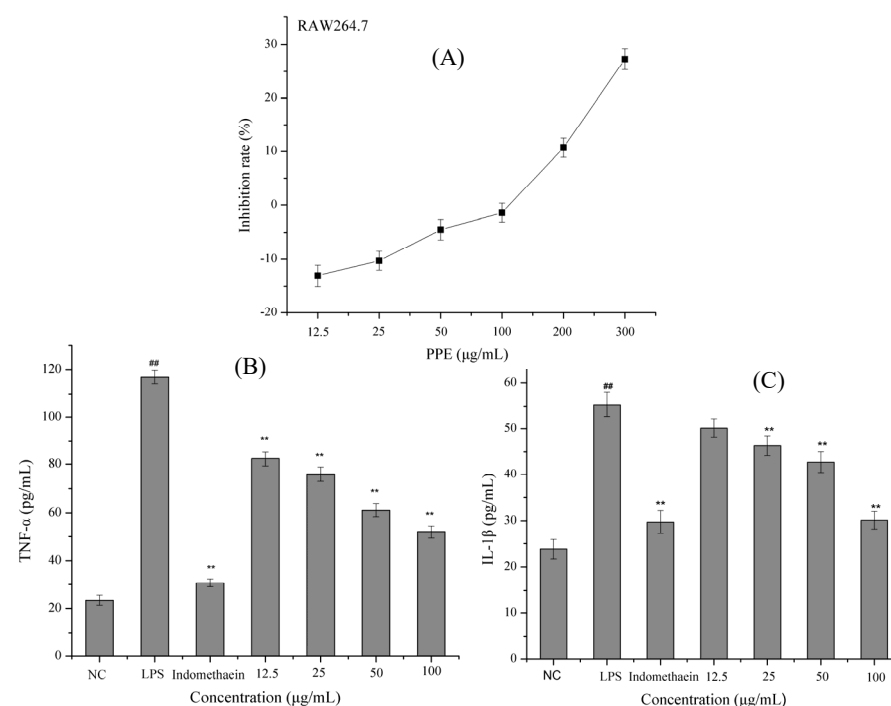 RAW264.7
(A)
Inhibition rate (%)
30
20
10
0
-10
-20
12.5 25 50 100 200 300
PPE (μg/mL)
(B)
TNF-α (pg/mL)
120
100
80
60
40
20
0
##
**
**
**
**
**
NC LPS Indomethaein 12.5 25 50 100
Concentration (μg/mL)
(C)
IL-1β (pg/mL)
60
50
40
30
20
10
0
##
**
**
**
**
NC LPS Indomethaein 12.5 25 50 100
Concentration (μg/mL)